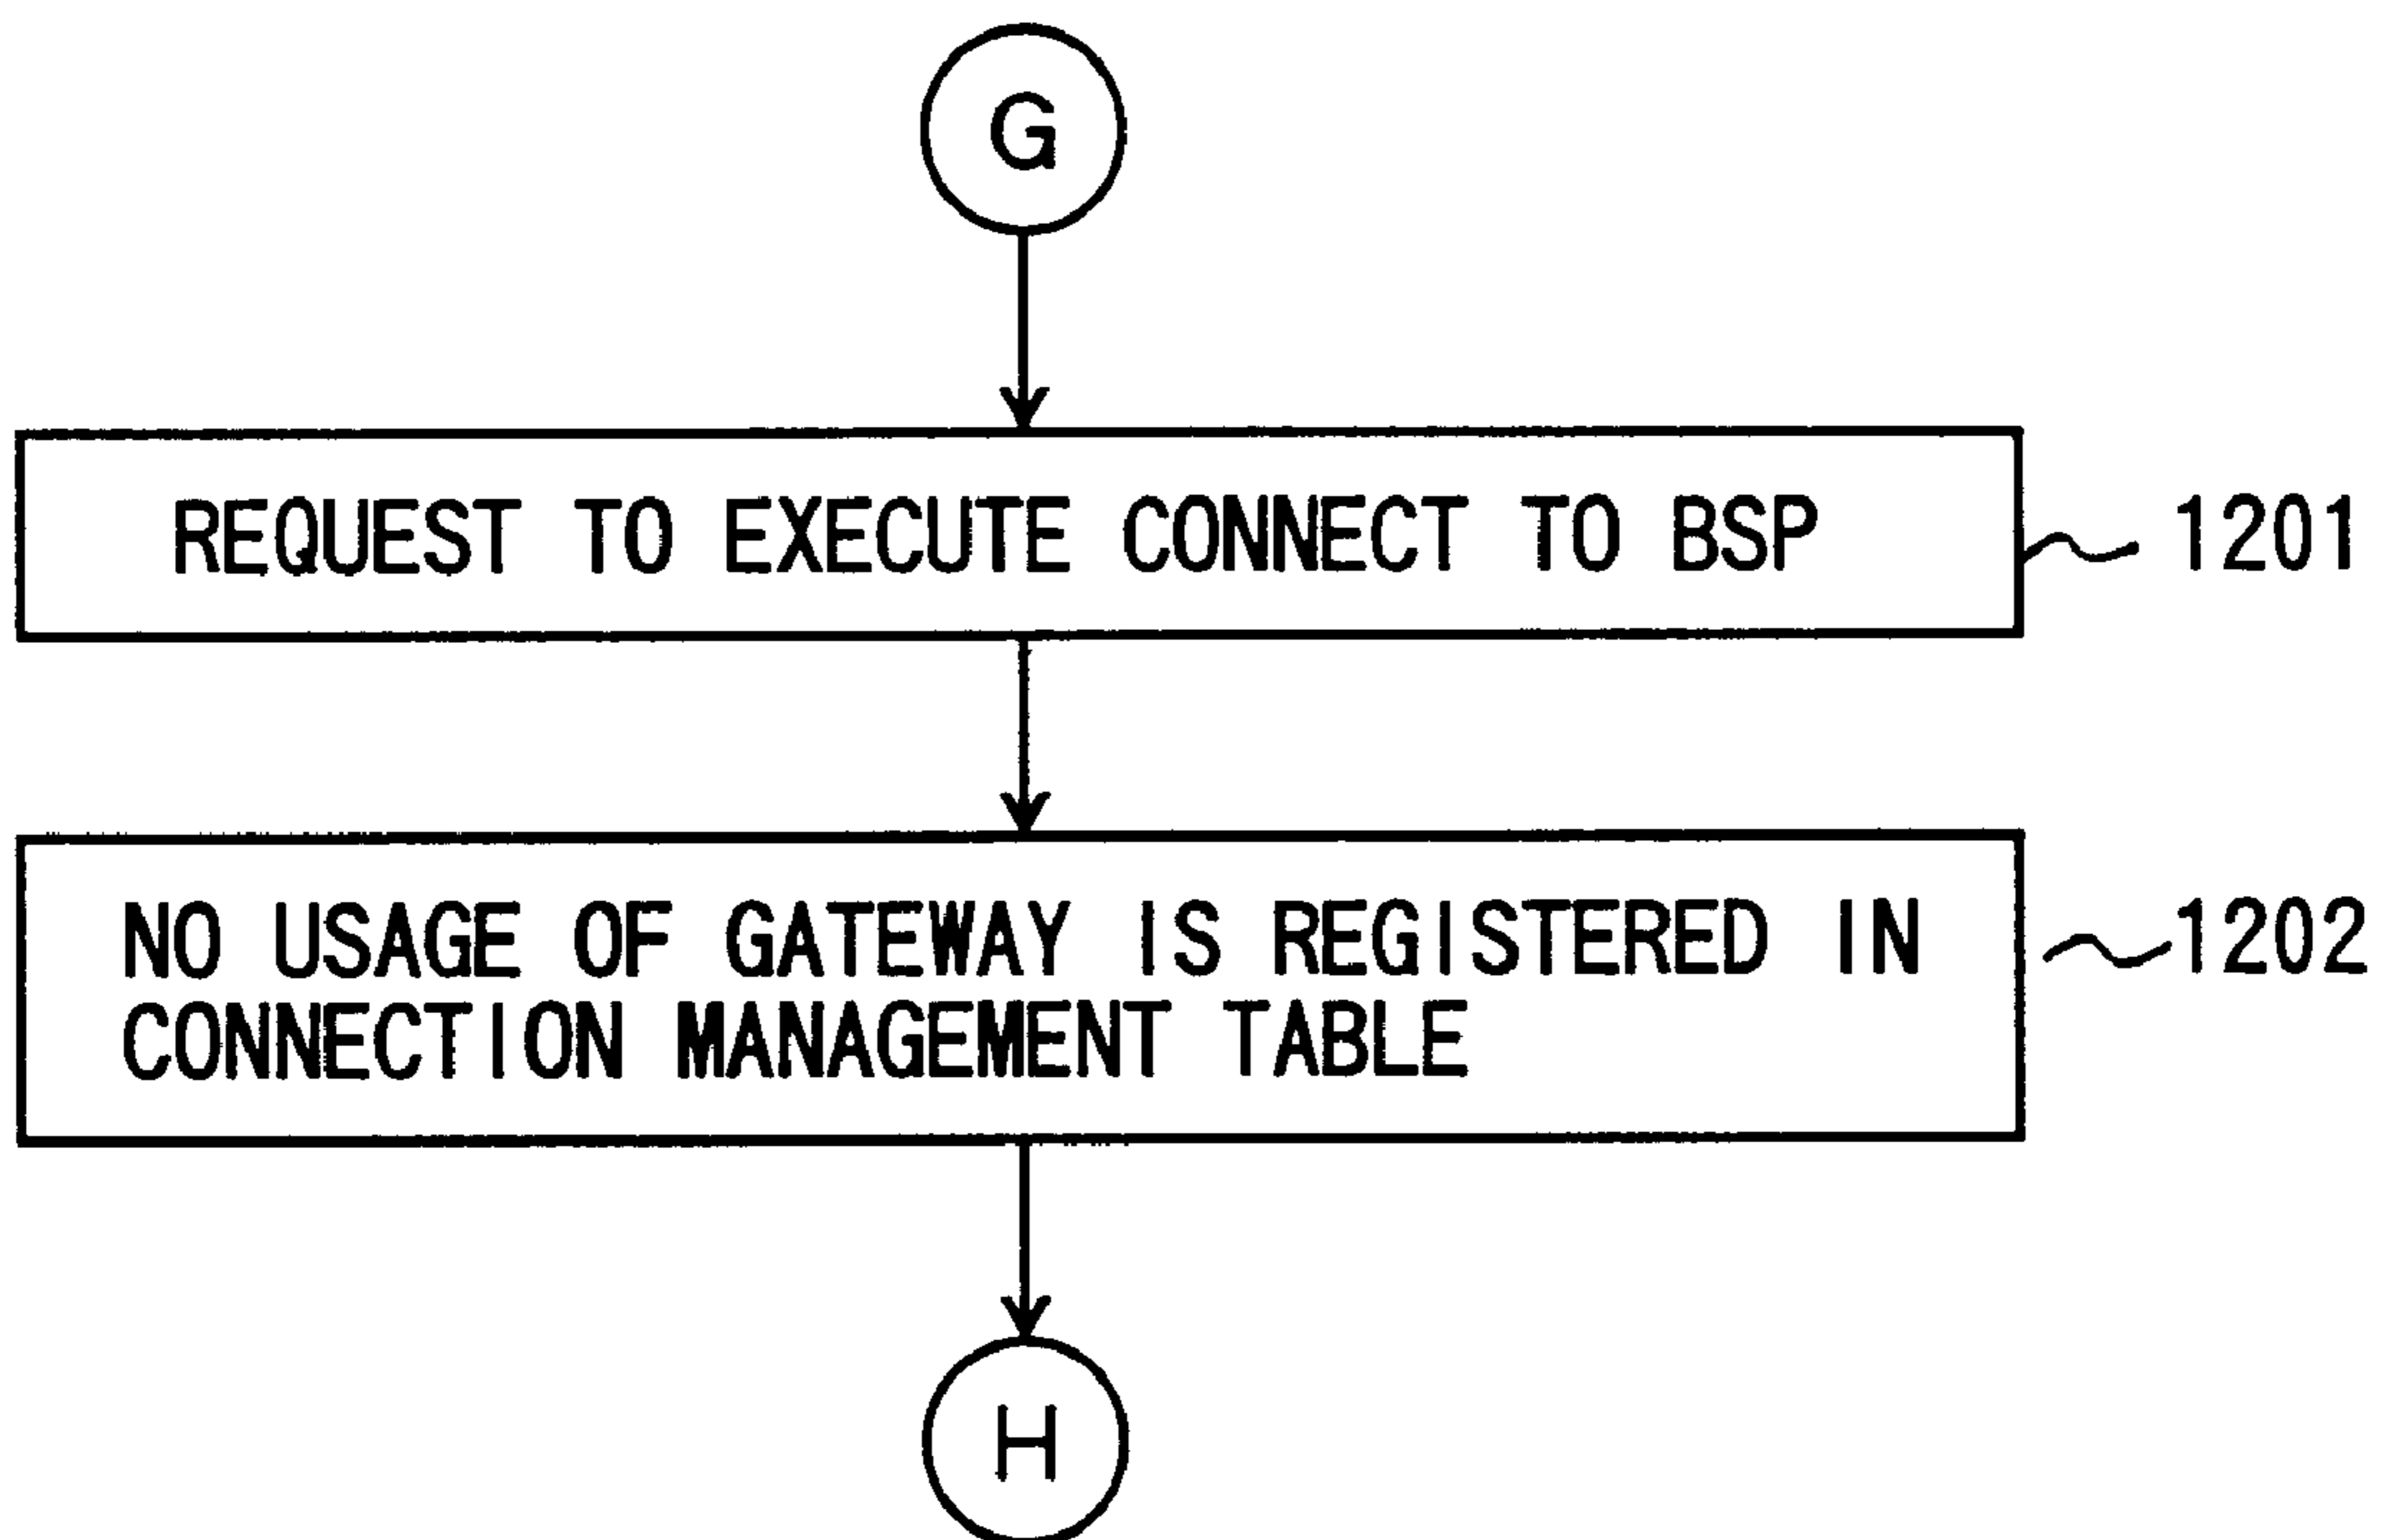 G
REQUEST TO EXECUTE CONNECT TO BSP
1201
NO USAGE OF GATEWAY IS REGISTERED IN
CONNECTION MANAGEMENT TABLE
1202
H